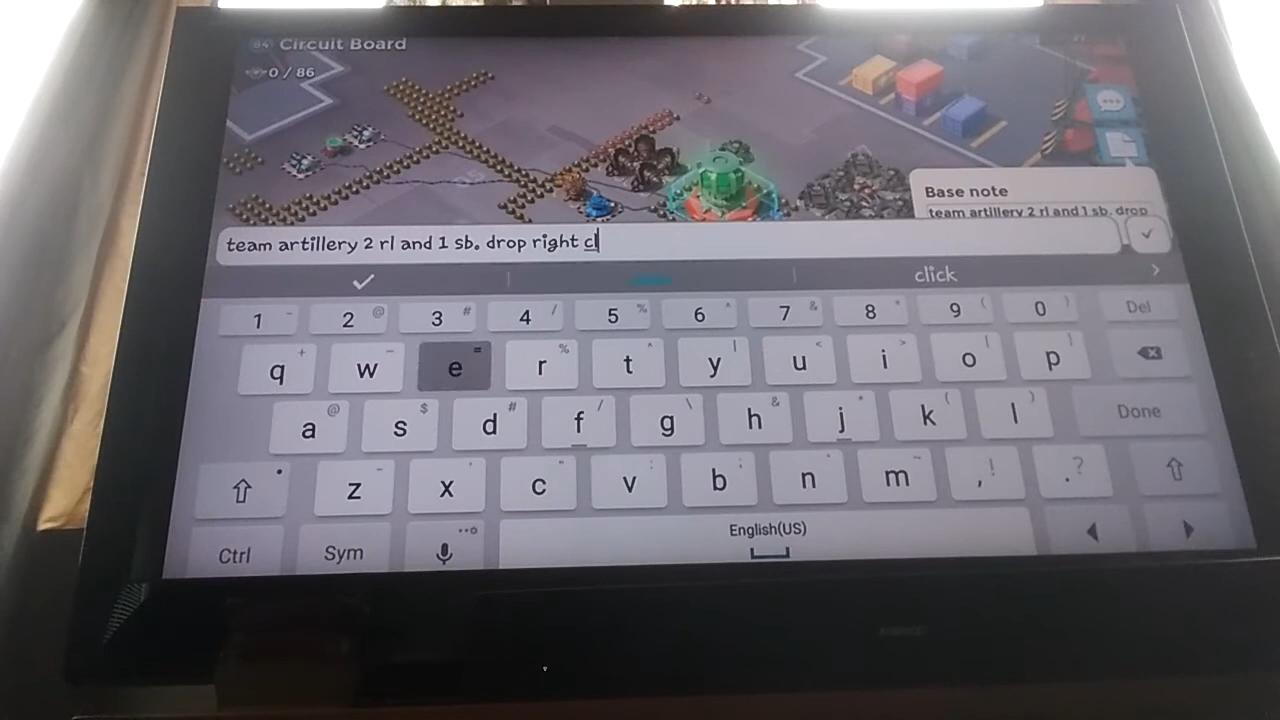 84 Circuit Board
0 / 86
Base note
team artillery 2 rl and 1 sb. drop
team artillery 2 rl and 1 sb. drop right cl
click
1 2 3 4 5 6 7 8 9 0 Del
q w e r t y u i o p
a s d f g h j k l Done
z x c v b n m , ! . ?
Ctrl Sym English(US)